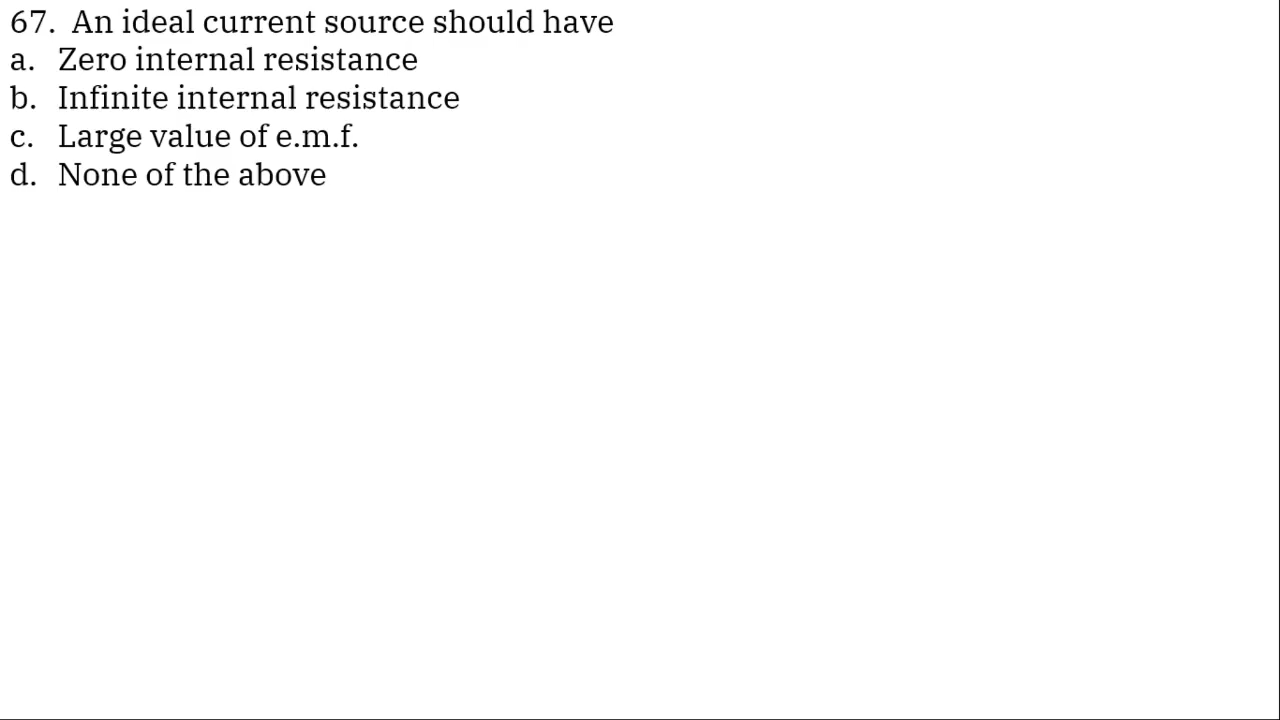 67. An ideal current source should have
a. Zero internal resistance
b. Infinite internal resistance
c. Large value of e.m.f.
d. None of the above